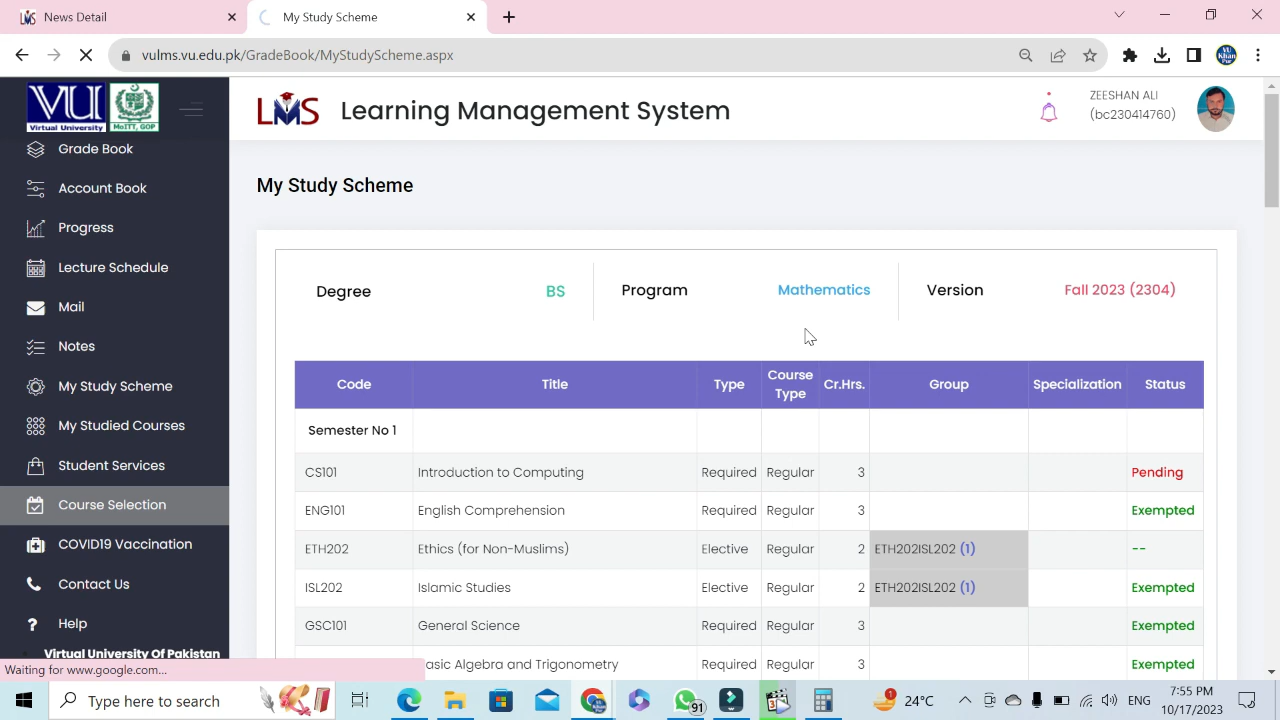 News Detail
My Study Scheme
vulms.vu.edu.pk/GradeBook/MyStudyScheme.aspx
VU
Virtual University
MoITT, GOP
LMS Learning Management System
ZEESHAN ALI
(bc230414760)
Grade Book
Account Book
Progress
Lecture Schedule
Mail
Notes
My Study Scheme
My Studied Courses
Student Services
Course Selection
COVID19 Vaccination
Contact Us
Help
Virtual University Of Pakistan
My Study Scheme
Degree BS Program Mathematics Version Fall 2023 (2304)
Code Title Type Course Type Cr.Hrs. Group Specialization Status
Semester No 1
CS101 Introduction to Computing Required Regular 3 Pending
ENG101 English Comprehension Required Regular 3 Exempted
ETH202 Ethics (for Non-Muslims) Elective Regular 2 ETH202ISL202 (1) --
ISL202 Islamic Studies Elective Regular 2 ETH202ISL202 (1) Exempted
GSC101 General Science Required Regular 3 Exempted
asic Algebra and Trigonometry Required Regular 3 Exempted
Waiting for www.google.com...
Type here to search
91
1
24°C
ENG
7:55 PM
10/17/2023